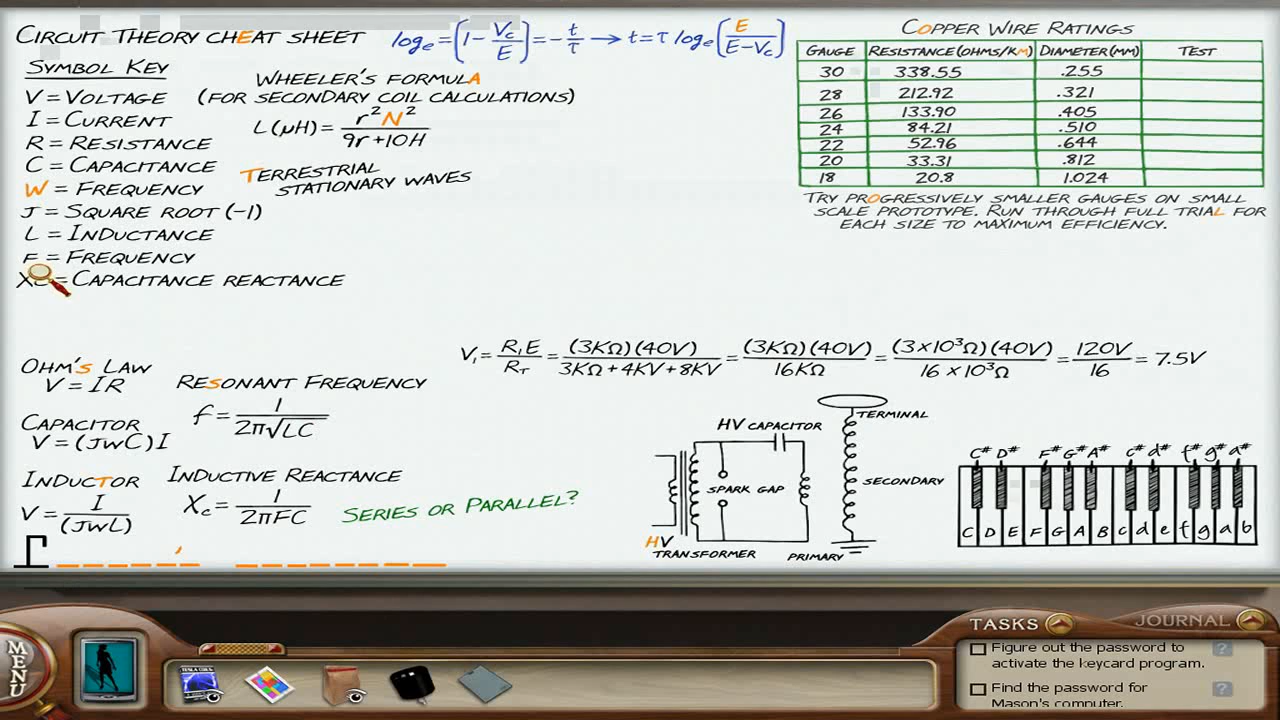 CIRCUIT THEORY CHEAT SHEET
logₑ = (1 - Vc/E) = -t/τ → t = τ logₑ (E/E-Vc)
SYMBOL KEY
V = VOLTAGE
I = CURRENT
R = RESISTANCE
C = CAPACITANCE
W = FREQUENCY
J = SQUARE ROOT (-1)
L = INDUCTANCE
F = FREQUENCY
XC = CAPACITANCE REACTANCE
WHEELER'S FORMULA
(FOR SECONDARY COIL CALCULATIONS)
L (μH) = r²N²/9r+10H
TERRESTRIAL
STATIONARY WAVES
COPPER WIRE RATINGS
GAUGE RESISTANCE (OHMS/KM) DIAMETER (MM) TEST
30 338.55 .255
28 212.92 .321
26 133.90 .405
24 84.21 .510
22 52.96 .644
20 33.31 .812
18 20.8 1.024
TRY PROGRESSIVELY SMALLER GAUGES ON SMALL
SCALE PROTOTYPE. RUN THROUGH FULL TRIAL FOR
EACH SIZE TO MAXIMUM EFFICIENCY.
OHM'S LAW
V = IR
CAPACITOR
V = (JwC) I
INDUCTOR
V = I/(JwL)
RESONANT FREQUENCY
f = 1/2π√LC
INDUCTIVE REACTANCE
Xc = 1/2πFC
SERIES OR PARALLEL?
V₁ = R₁E/R_T = (3KΩ)(40V)/3KΩ+4KV+8KV = (3KΩ)(40V)/16KΩ = (3×10³Ω)(40V)/16×10³Ω = 120V/16 = 7.5V
HV CAPACITOR
TERMINAL
SPARK GAP
SECONDARY
HV
TRANSFORMER
PRIMARY
C# D# F# G# A# c# d# f# g# a#
C D E F G A B c d e f g a b
_ _ _ _ _ ' _ _ _ _ _ _ _ _ _
MENU
TESLA COIL
TASKS
JOURNAL
Figure out the password to
activate the keycard program.
?
Find the password for
Mason's computer.
?